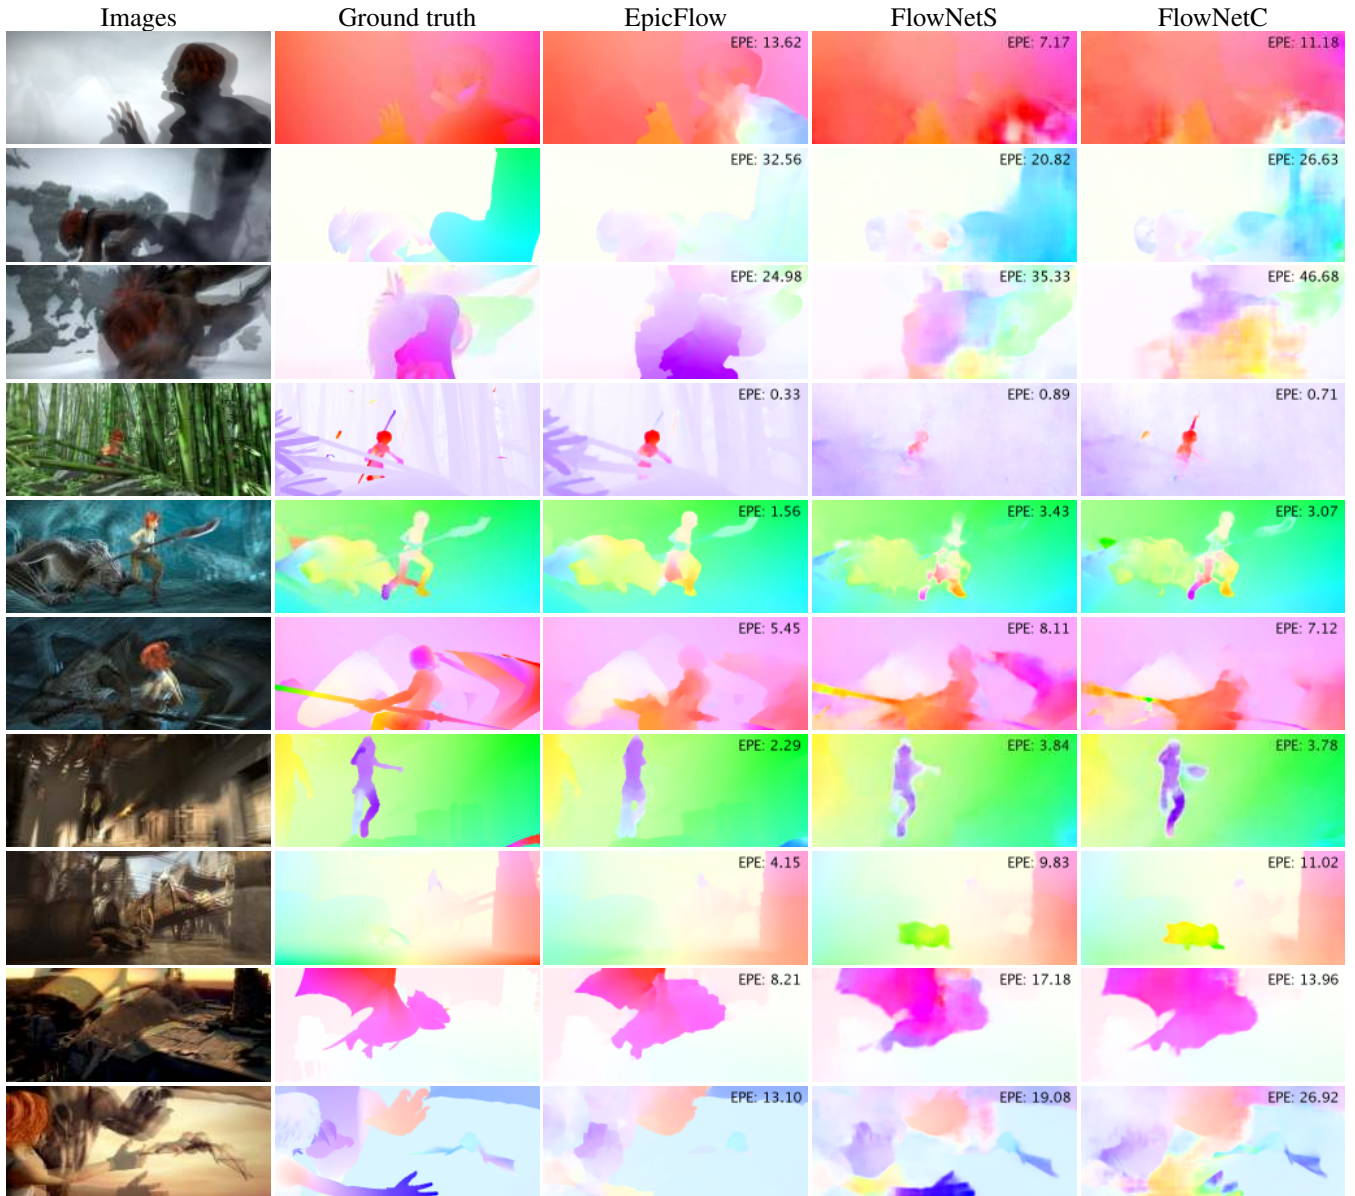 Images Ground truth EpicFlow FlowNetS FlowNetC
EPE: 13.62 EPE: 7.17 EPE: 11.18
EPE: 32.56 EPE: 20.82 EPE: 26.63
EPE: 24.98 EPE: 35.33 EPE: 46.68
EPE: 0.33 EPE: 0.89 EPE: 0.71
EPE: 1.56 EPE: 3.43 EPE: 3.07
EPE: 5.45 EPE: 8.11 EPE: 7.12
EPE: 2.29 EPE: 3.84 EPE: 3.78
EPE: 4.15 EPE: 9.83 EPE: 11.02
EPE: 8.21 EPE: 17.18 EPE: 13.96
EPE: 13.10 EPE: 19.08 EPE: 26.92